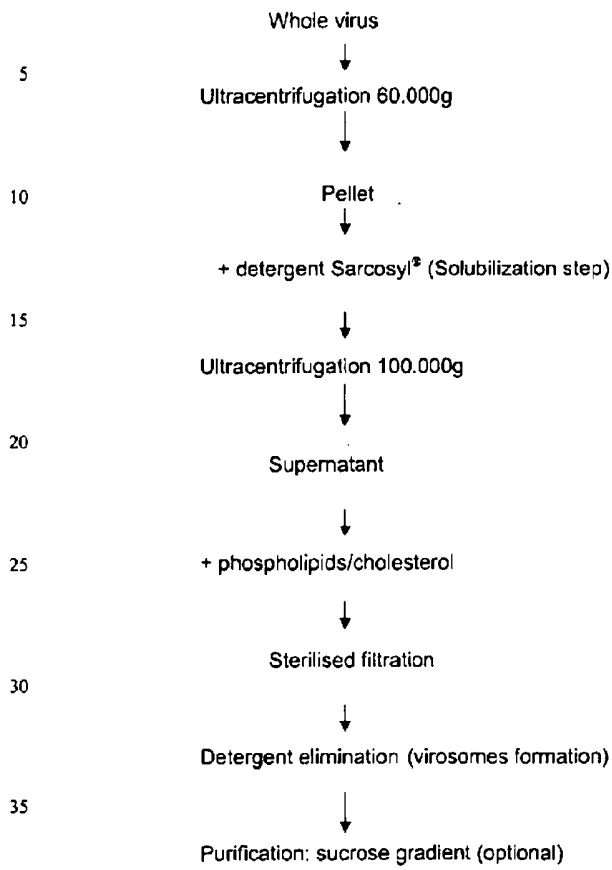 Whole virus
5
Ultracentrifugation 60.000g
10
Pellet
+ detergent Sarcosyl® (Solubilization step)
15
Ultracentrifugation 100.000g
20
Supernatant
25
+ phospholipids/cholesterol
Sterilised filtration
30
Detergent elimination (virosomes formation)
35
Purification: sucrose gradient (optional)